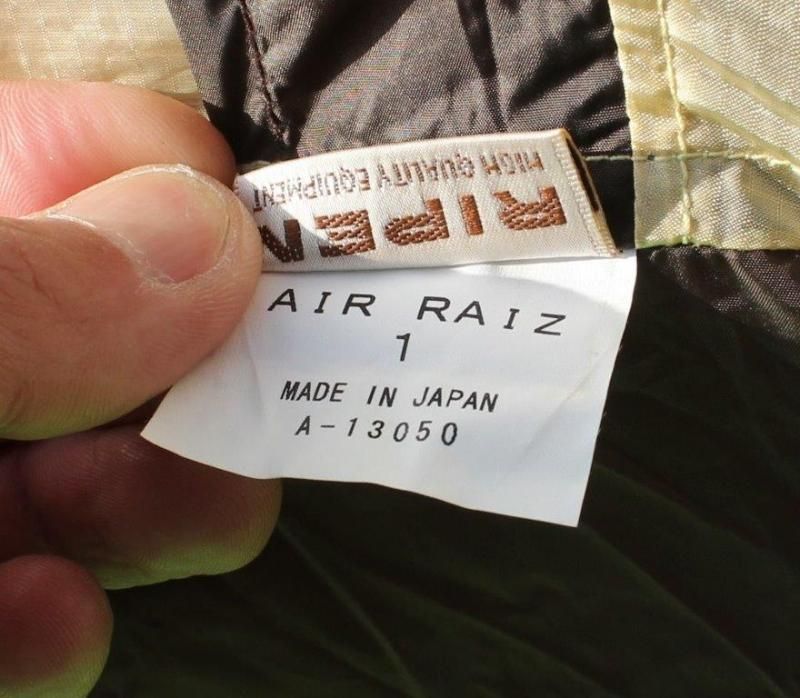 RIPEN
HIGH QUALITY EQUIPMENT
AIR RAIZ
1
MADE IN JAPAN
A-13050